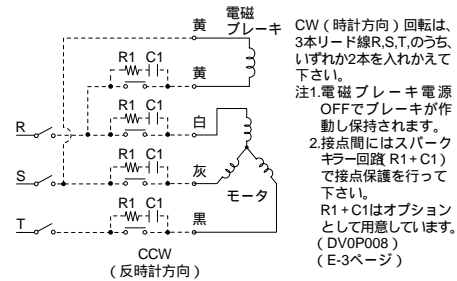 電磁
ブレーキ
黄
R1 C1
黄
R1 C1
R
白
R1 C1
S
灰
モータ
R1 C1
T
黒
CCW
(反時計方向)
CW(時計方向)回転は、
3本リード線R,S,T,のうち、
いずれか2本を入れかえて
下さい。
注1.電磁ブレーキ電源
OFFでブレーキが作
動し保持されます。
2.接点間にはスパーク
キラー回路(R1+C1)
で接点保護を行って
下さい。
R1+C1はオプション
として用意しています。
(DV0P008)
(E-3ページ)